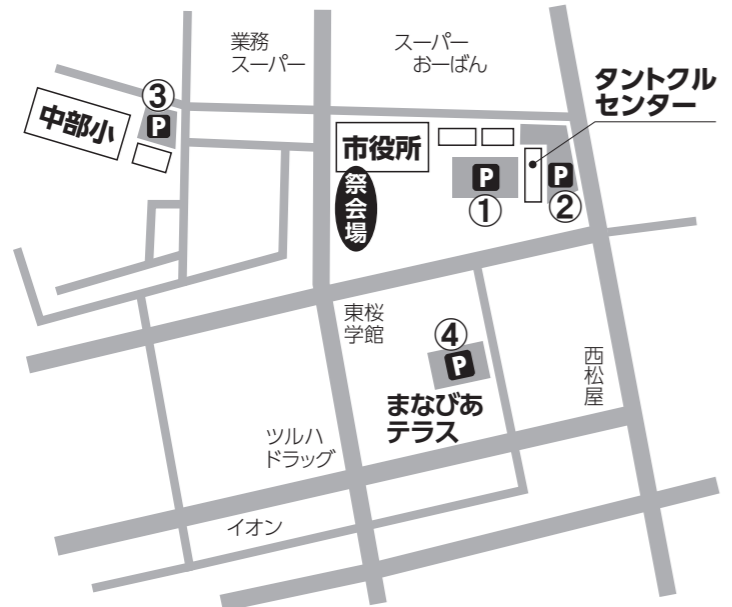 業務
スーパー
スーパー
おーばん
タントクル
センター
③
P
中部小
市役所
祭会場
P
①
P
②
東桜
学館
④
P
まなびあ
テラス
西松屋
ツルハ
ドラッグ
イオン